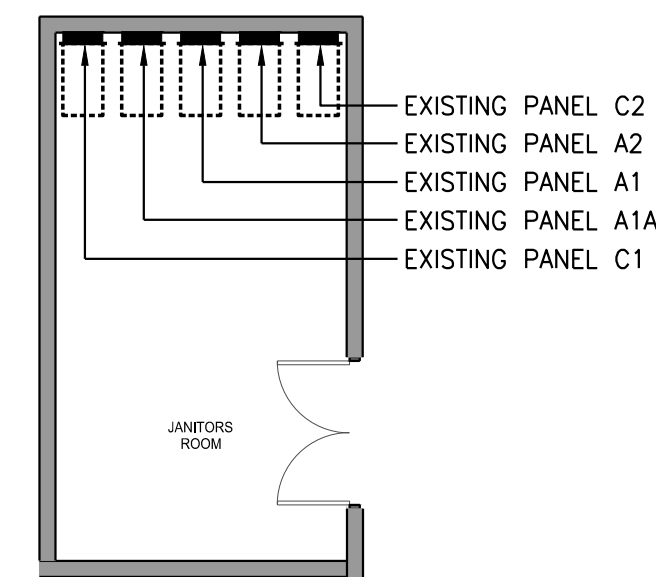 EXISTING PANEL C2
EXISTING PANEL A2
EXISTING PANEL A1
EXISTING PANEL A1A
EXISTING PANEL C1
JANITORS
ROOM